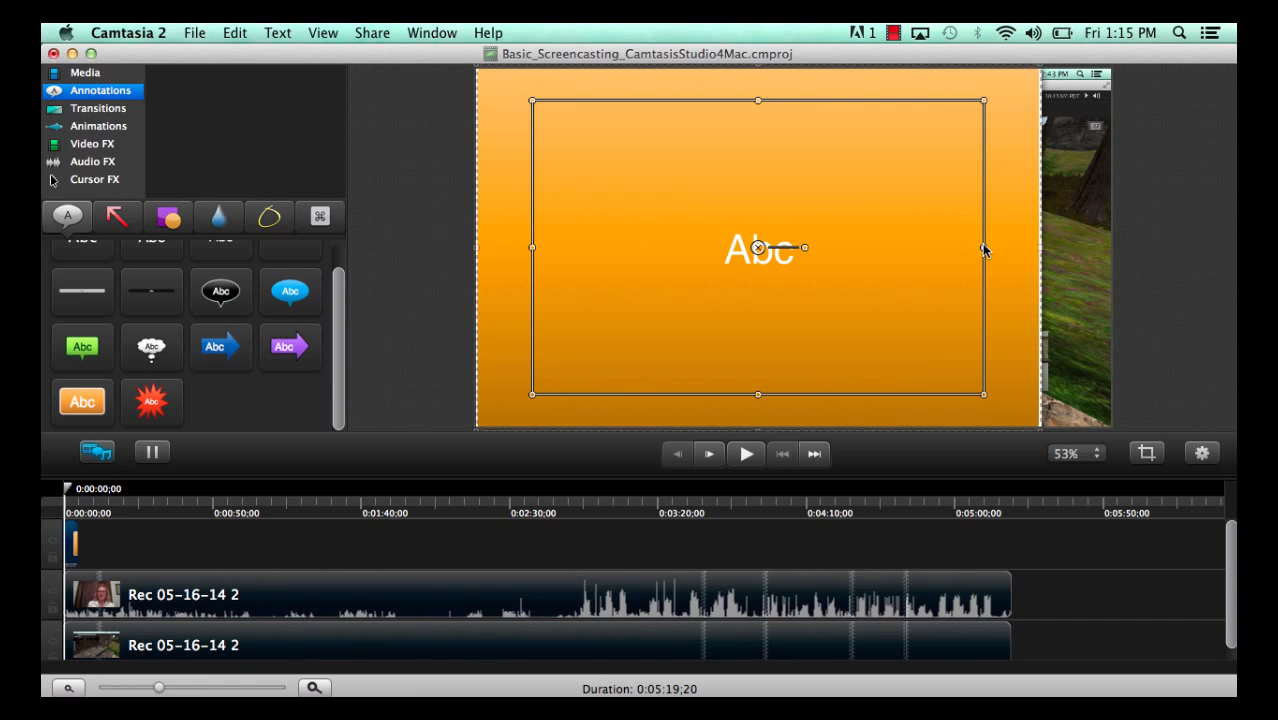 Camtasia 2 File Edit Text View Share Window Help 1 Fri 1:15 PM
Basic_Screencasting_CamtasisStudio4Mac.cmproj
Media
Annotations
Transitions
Animations
Video FX
Audio FX
Cursor FX
A
⌘
:43 PM
Abc
Abc Abc
Abc Abc Abc Abc
Abc Abc
53%
0:00:00;00
0:00:00;00 0:00:50;00 0:01:40;00 0:02:30;00 0:03:20;00 0:04:10;00 0:05:00;00 0:05:50;00
Rec 05-16-14 2
Rec 05-16-14 2
Duration: 0:05:19;20